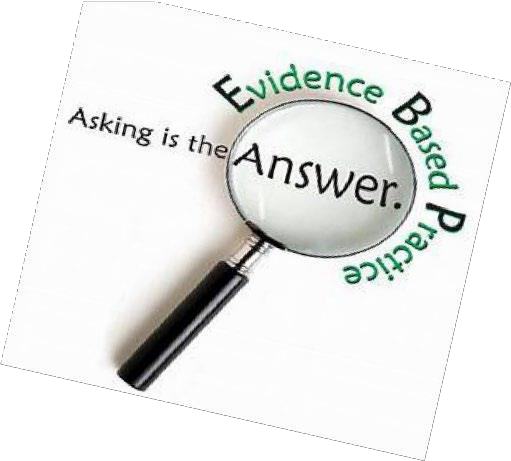 Evidence Based Practice
Asking is the Answer.